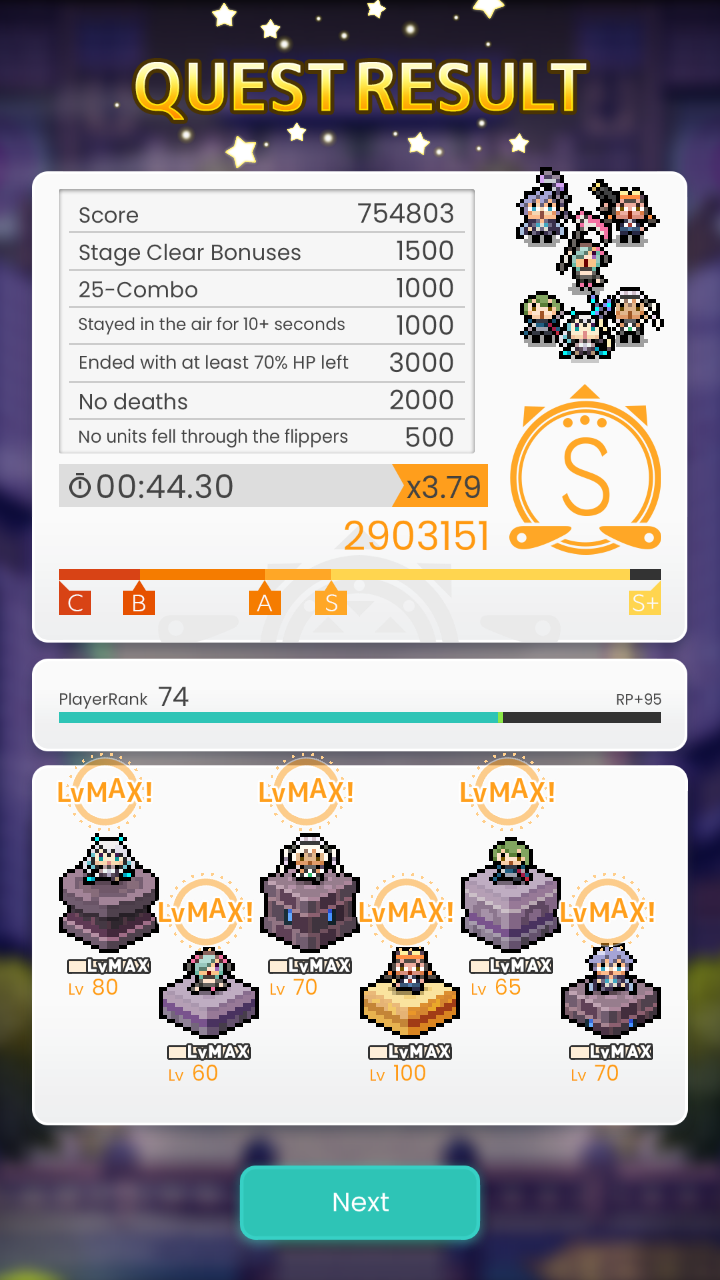 QUEST RESULT
Score 754803
Stage Clear Bonuses 1500
25-Combo 1000
Stayed in the air for 10+ seconds 1000
Ended with at least 70% HP left 3000
No deaths 2000
No units fell through the flippers 500
S
00:44.30 x3.79
2903151
C B A S S+
PlayerRank 74 RP+95
LvMAX! LvMAX! LvMAX!
LvMAX! LvMAX! LvMAX!
LvMAX LvMAX LvMAX
Lv 80 Lv 70 Lv 65
LvMAX LvMAX LvMAX
Lv 60 Lv 100 Lv 70
Next